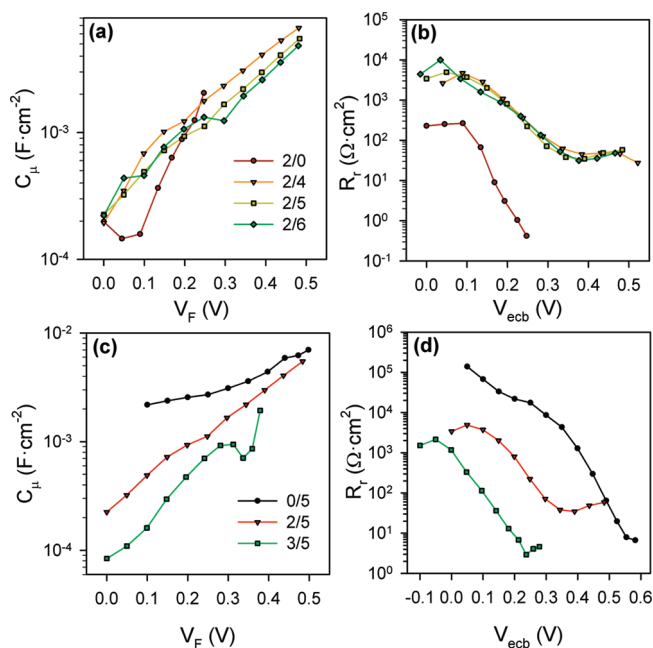 (a)
C_μ (F·cm⁻²)
10⁻³
10⁻⁴
2/0
2/4
2/5
2/6
0.0 0.1 0.2 0.3 0.4 0.5
V_F (V)
(b)
R_r (Ω·cm²)
10⁵
10⁴
10³
10²
10¹
10⁰
10⁻¹
0.0 0.1 0.2 0.3 0.4 0.5
V_ecb (V)
(c)
C_μ (F·cm⁻²)
10⁻²
10⁻³
10⁻⁴
0/5
2/5
3/5
0.0 0.1 0.2 0.3 0.4 0.5
V_F (V)
(d)
R_r (Ω·cm²)
10⁶
10⁵
10⁴
10³
10²
10¹
10⁰
-0.1 0.0 0.1 0.2 0.3 0.4 0.5 0.6
V_ecb (V)